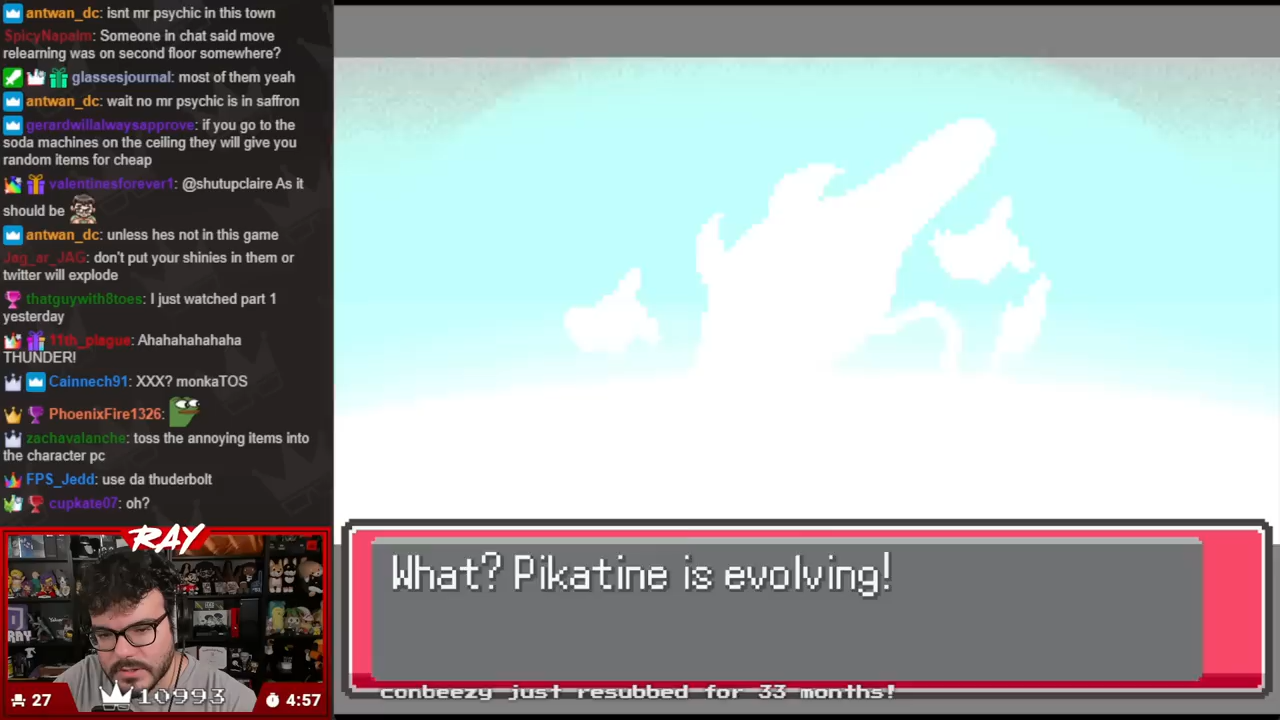 antwan_dc: isnt mr psychic in this town
SpicyNapalm: Someone in chat said move
relearning was on second floor somewhere?
glassesjournal: most of them yeah
antwan_dc: wait no mr psychic is in saffron
gerardwillalwaysapprove: if you go to the
soda machines on the ceiling they will give you
random items for cheap
valentinesforever1: @shutupclaire As it
should be
antwan_dc: unless hes not in this game
Jag_ar_JAG: don't put your shinies in them or
twitter will explode
thatguywith8toes: I just watched part 1
yesterday
11th_plague: Ahahahahahaha
THUNDER!
Cainnech91: XXX? monkaTOS
PhoenixFire1326:
zachavalanche: toss the annoying items into
the character pc
FPS_Jedd: use da thuderbolt
cupkate07: oh?
RAY
27
10993
4:57
What? Pikatine is evolving!
conbeezy just resubbed for 33 months!